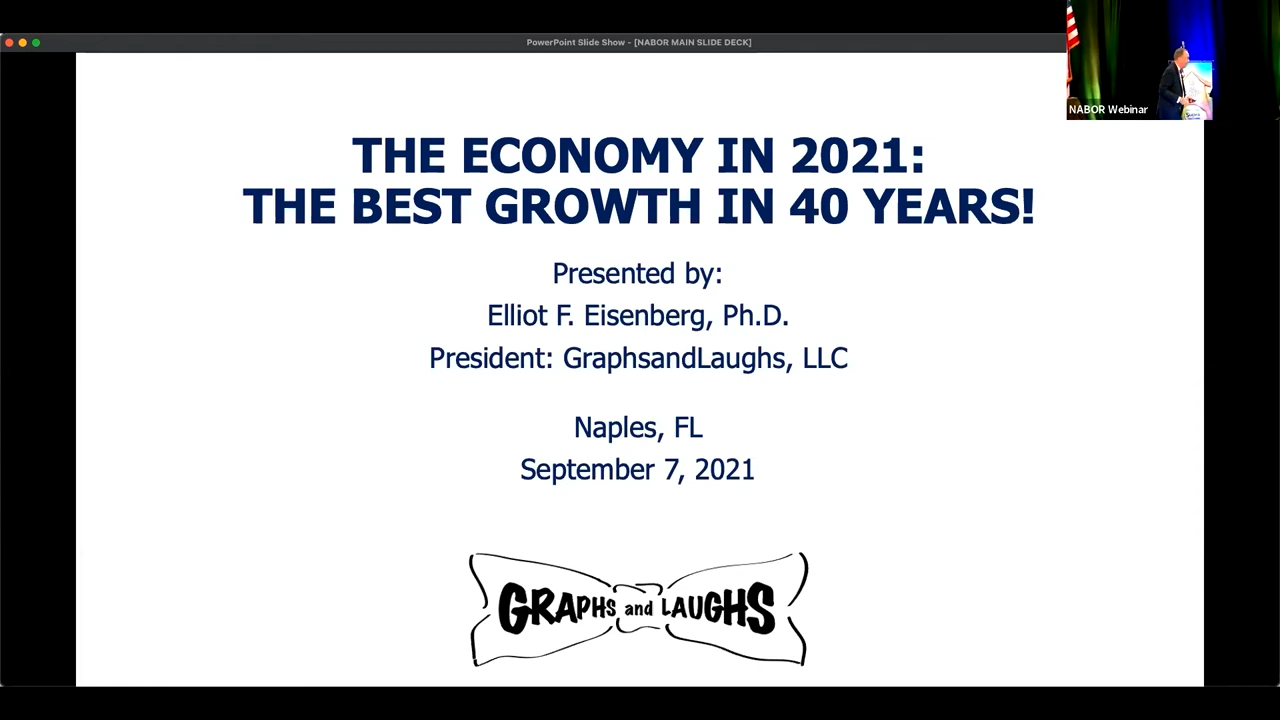 PowerPoint Slide Show - [NABOR MAIN SLIDE DECK]
NABOR Webinar
THE ECONOMY IN 2021:
THE BEST GROWTH IN 40 YEARS!
Presented by:
Elliot F. Eisenberg, Ph.D.
President: GraphsandLaughs, LLC
Naples, FL
September 7, 2021
GRAPHS and LAUGHS